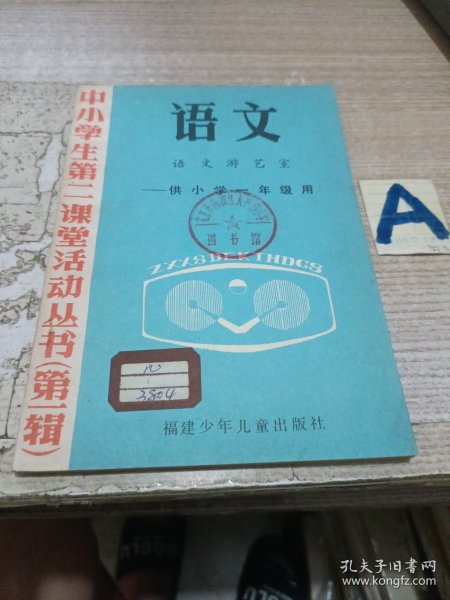 中小学生第二课堂活动丛书(第一辑)
语文
语文游艺室
——供小学一年级用
图书馆
ZXXSDEKTHDCS
12
3804
福建少年儿童出版社
A
孔夫子旧书网
www.kongfz.com